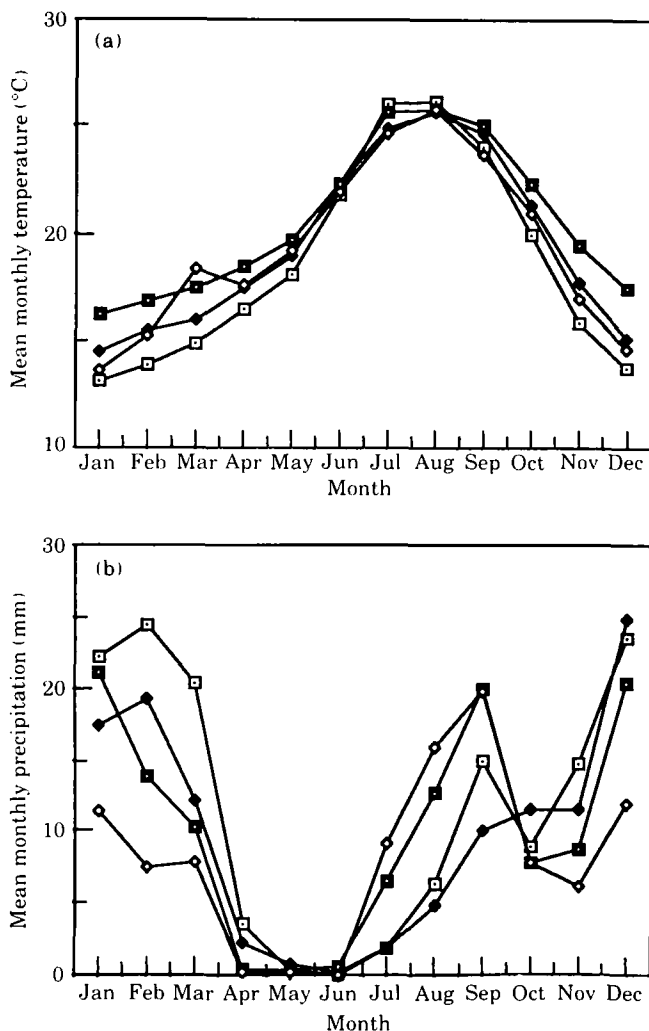 30
(a)
Mean monthly temperature (°C)
20
10
Jan Feb Mar Apr May Jun Jul Aug Sep Oct Nov Dec
Month
30
(b)
Mean monthly precipitation (mm)
20
10
0
Jan Feb Mar Apr May Jun Jul Aug Sep Oct Nov Dec
Month